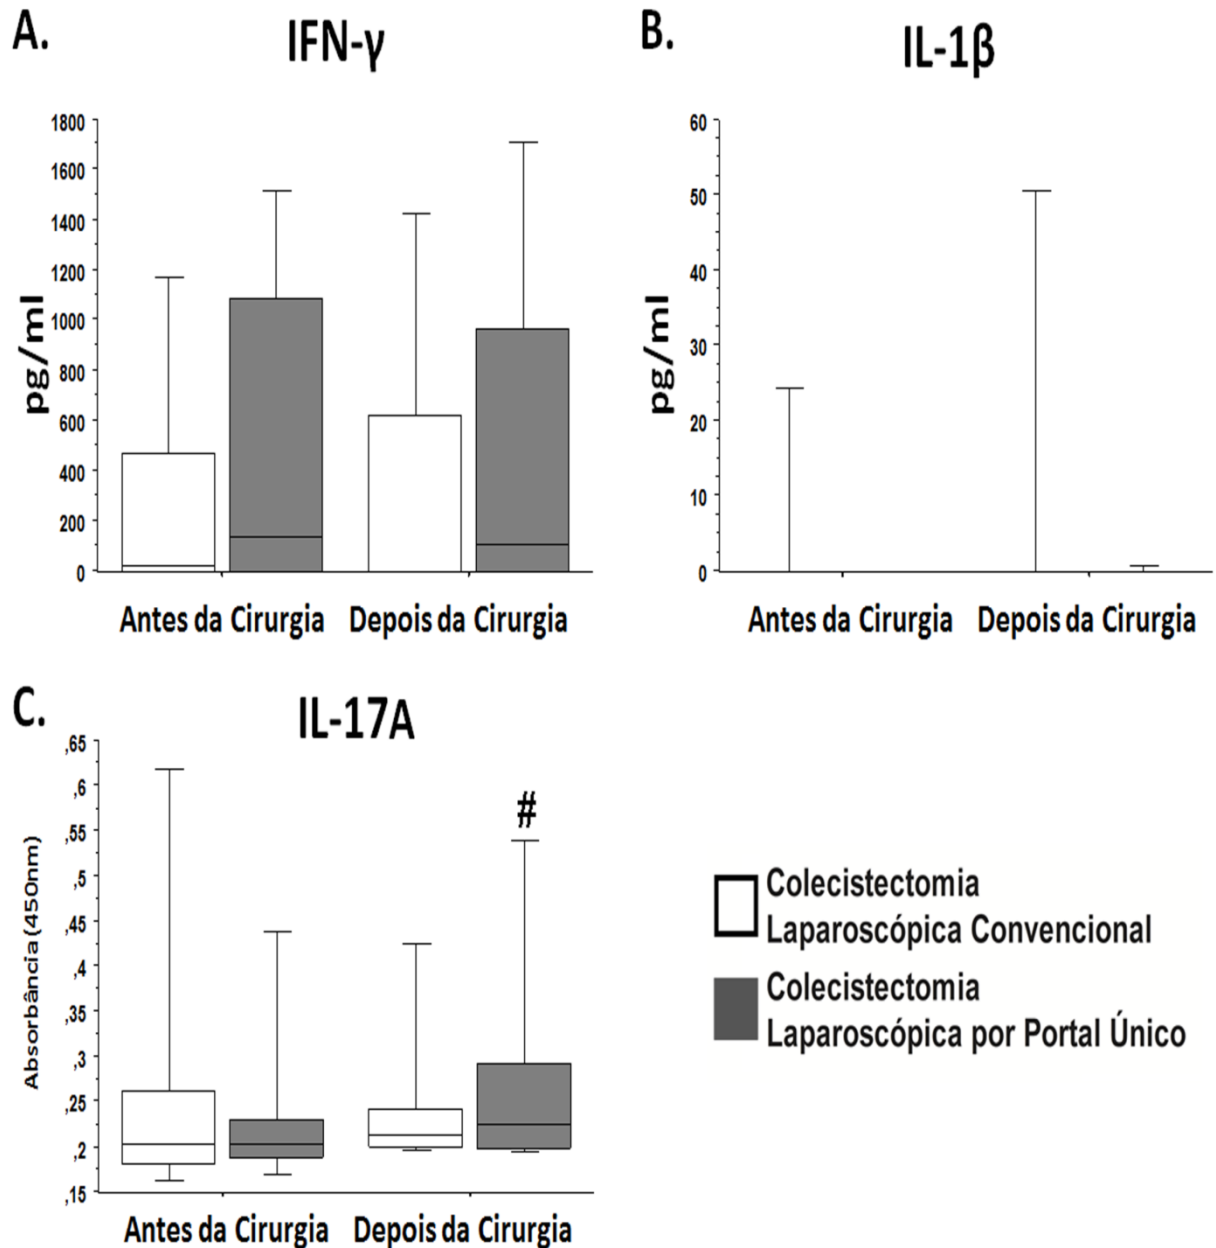 A.
IFN-γ
pg/ml
1800
1600
1400
1200
1000
800
600
400
200
0
Antes da Cirurgia
Depois da Cirurgia
B.
IL-1β
pg/ml
60
50
40
30
20
10
0
Antes da Cirurgia
Depois da Cirurgia
C.
IL-17A
Absorbância (450nm)
,65
,6
,55
,5
,45
,4
,35
,3
,25
,2
,15
#
Antes da Cirurgia
Depois da Cirurgia
Colecistectomia
Laparoscópica Convencional
Colecistectomia
Laparoscópica por Portal Único